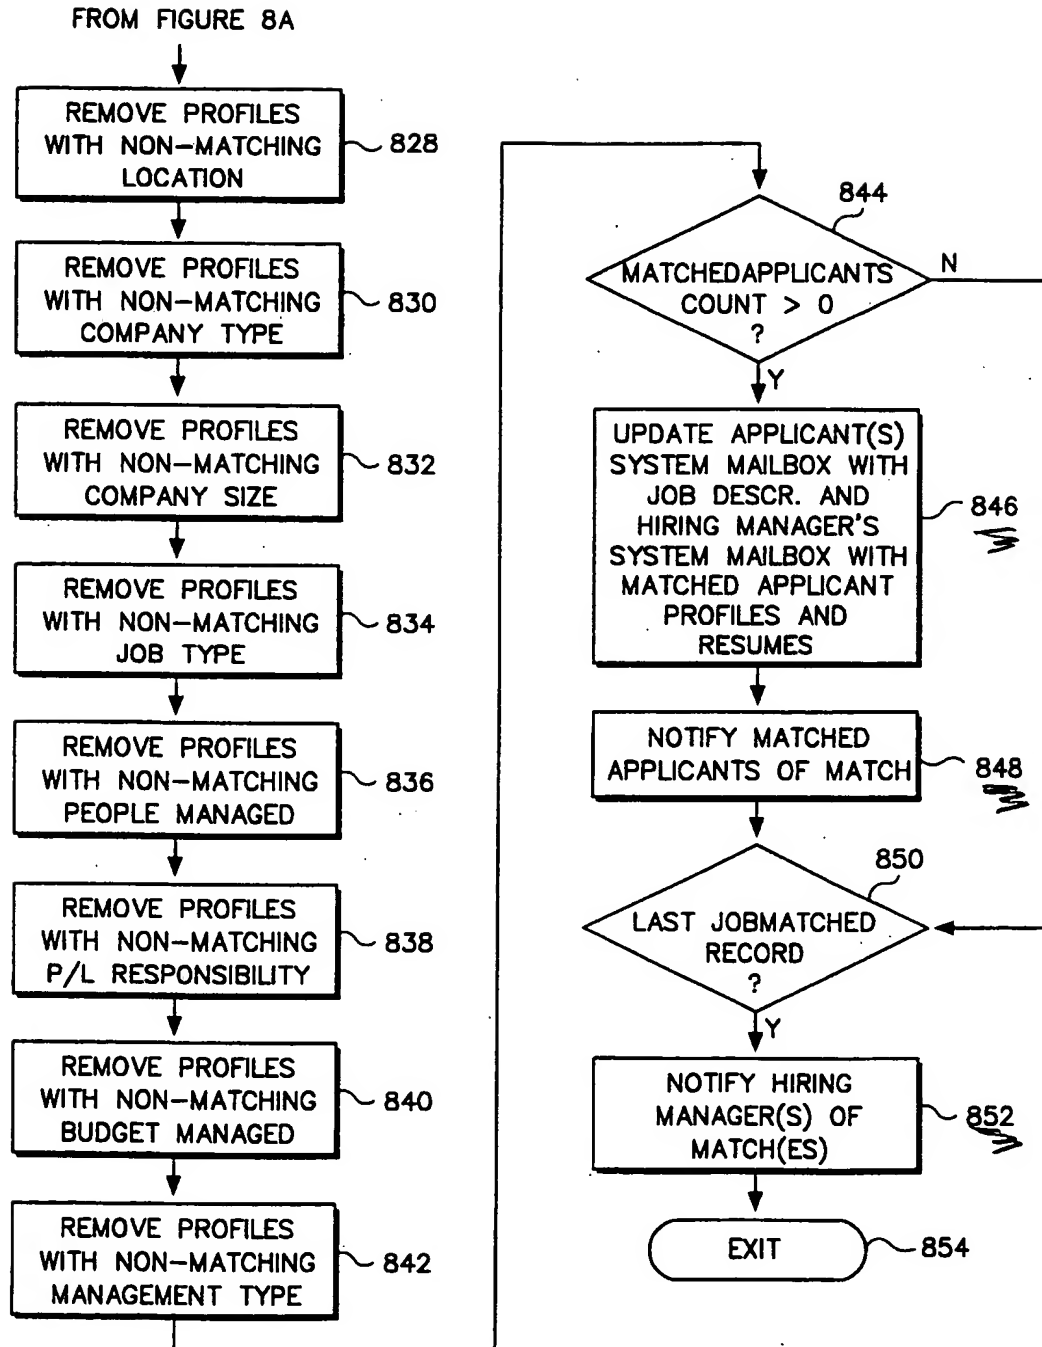 FROM FIGURE 8A
REMOVE PROFILES
WITH NON-MATCHING
LOCATION
828
REMOVE PROFILES
WITH NON-MATCHING
COMPANY TYPE
830
REMOVE PROFILES
WITH NON-MATCHING
COMPANY SIZE
832
REMOVE PROFILES
WITH NON-MATCHING
JOB TYPE
834
REMOVE PROFILES
WITH NON-MATCHING
PEOPLE MANAGED
836
REMOVE PROFILES
WITH NON-MATCHING
P/L RESPONSIBILITY
838
REMOVE PROFILES
WITH NON-MATCHING
BUDGET MANAGED
840
REMOVE PROFILES
WITH NON-MATCHING
MANAGEMENT TYPE
842
844
MATCHEDAPPLICANTS
COUNT > 0
?
N
Y
UPDATE APPLICANT(S)
SYSTEM MAILBOX WITH
JOB DESCR. AND
HIRING MANAGER'S
SYSTEM MAILBOX WITH
MATCHED APPLICANT
PROFILES AND
RESUMES
846
NOTIFY MATCHED
APPLICANTS OF MATCH
848
850
LAST JOBMATCHED
RECORD
?
Y
NOTIFY HIRING
MANAGER(S) OF
MATCH(ES)
852
EXIT
854